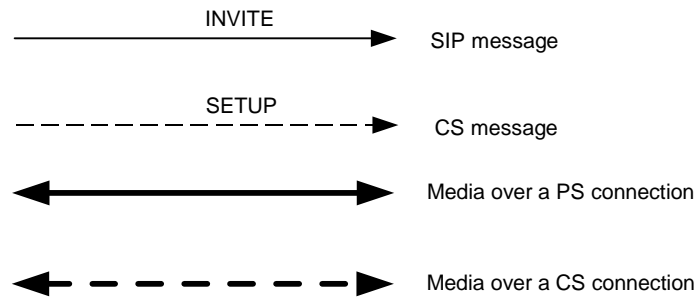 INVITE
SIP message
SETUP
CS message
Media over a PS connection
Media over a CS connection